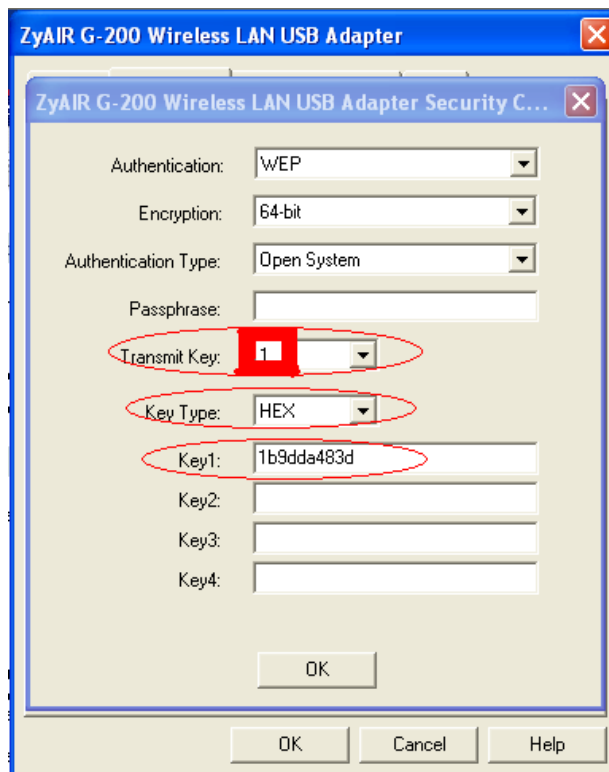 ZyAIR G-200 Wireless LAN USB Adapter
ZyAIR G-200 Wireless LAN USB Adapter Security C...
Authentication: WEP
Encryption: 64-bit
Authentication Type: Open System
Passphrase:
Transmit Key: 1
Key Type: HEX
Key1: 1b9dda483d
Key2:
Key3:
Key4:
OK
OK Cancel Help